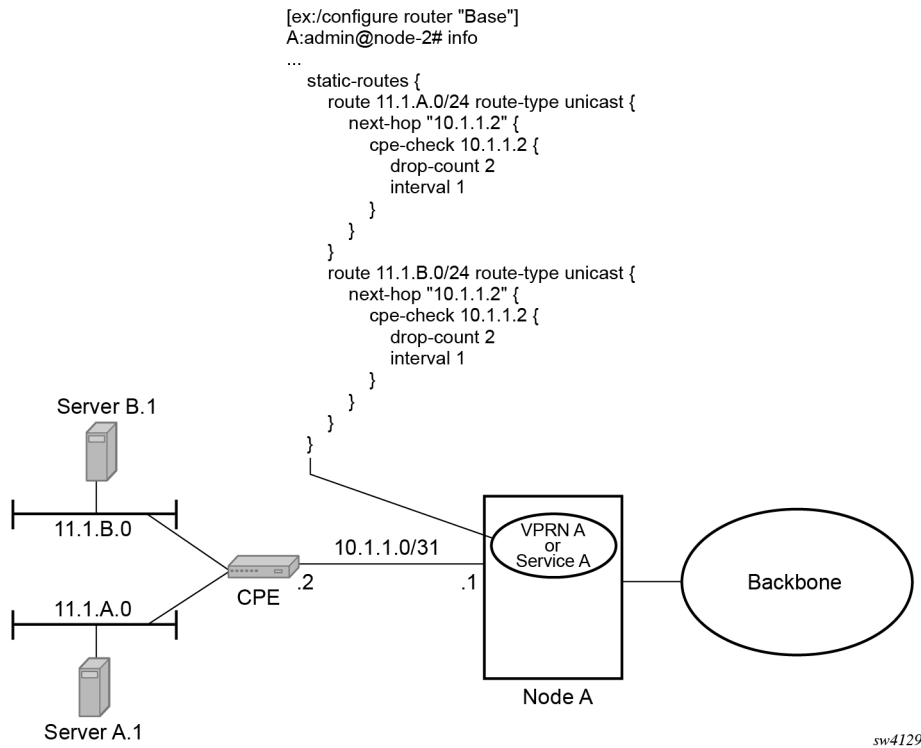 [ex:/configure router "Base"]
A:admin@node-2# info
...
static-routes {
route 11.1.A.0/24 route-type unicast {
next-hop "10.1.1.2" {
cpe-check 10.1.1.2 {
drop-count 2
interval 1
}
}
}
route 11.1.B.0/24 route-type unicast {
next-hop "10.1.1.2" {
cpe-check 10.1.1.2 {
drop-count 2
interval 1
}
}
}
}
Server B.1
11.1.B.0
10.1.1.0/31
VPRN A
or
Service A
.2
.1
CPE
Backbone
11.1.A.0
Node A
Server A.1
sw4129